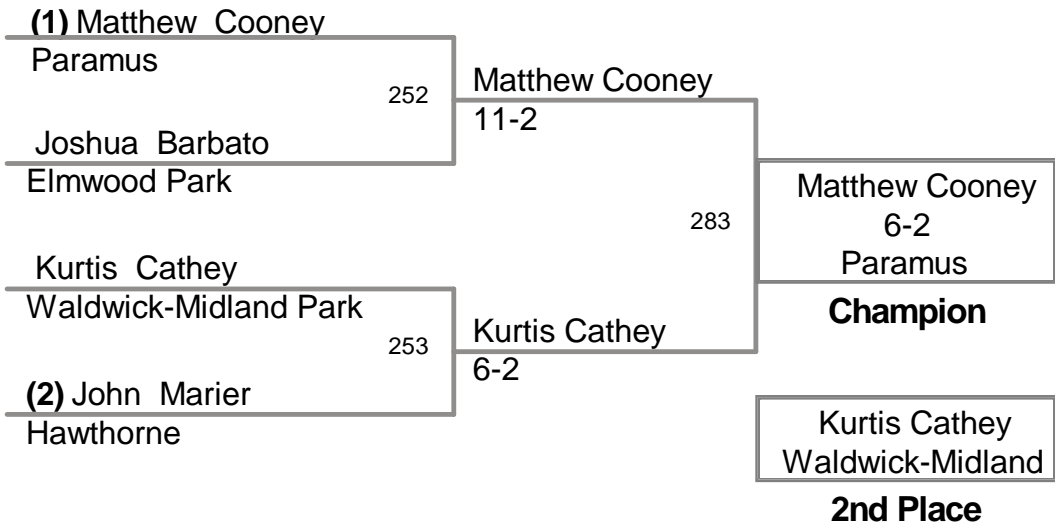 (1) Matthew Cooney
Paramus
252
Joshua Barbato
Elmwood Park
Matthew Cooney
11-2
Kurtis Cathey
Waldwick-Midland Park
253
(2) John Marier
Hawthorne
Kurtis Cathey
6-2
283
Matthew Cooney
6-2
Paramus
Champion
Kurtis Cathey
Waldwick-Midland
2nd Place